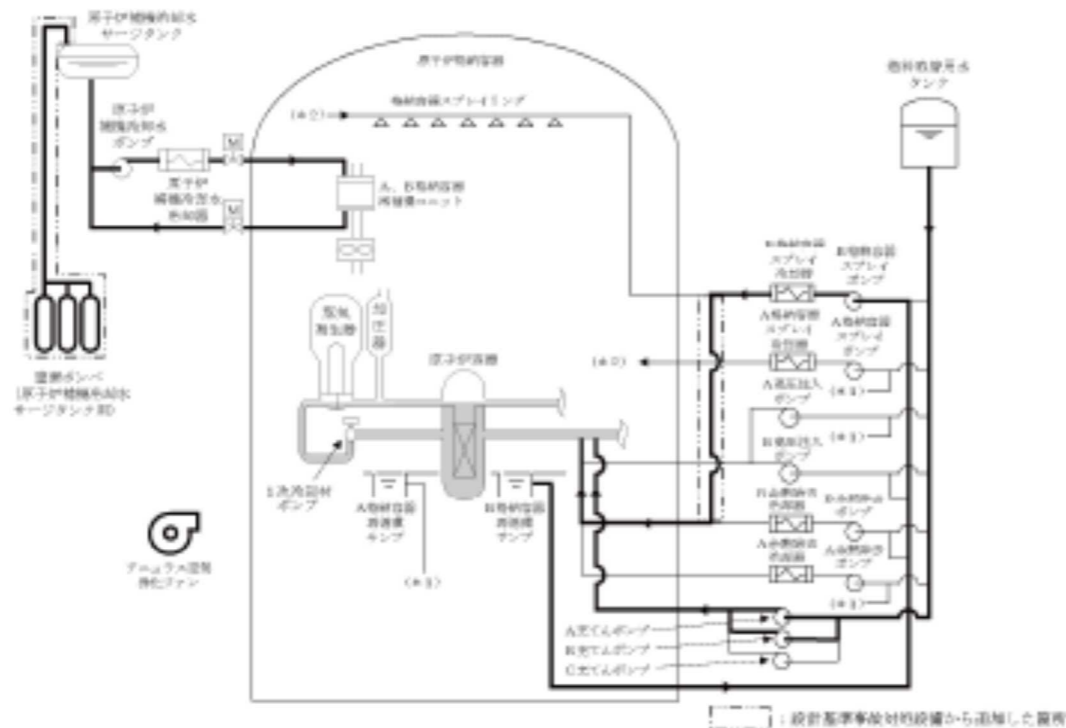 原子炉補機冷却水
サージタンク
原子炉格納容器
燃料取替用水
タンク
(※2)
格納容器スプレイリング
原子炉
補機冷却水
ポンプ
M
原子炉
補機冷却水
冷却器
M
A、B格納容器
再循環ユニット
B格納容器
スプレイ
冷却器
B格納容器
スプレイ
ポンプ
A格納容器
スプレイ
冷却器
A格納容器
スプレイ
ポンプ
蒸気
発生器
加圧器
原子炉容器
(※2)
(※1)
窒素ボンベ
(原子炉補機冷却水
サージタンク用)
A高圧注入
ポンプ
(※1)
B高圧注入
ポンプ
1次冷却材
ポンプ
A格納容器
再循環
サンプ
B格納容器
再循環
サンプ
B余熱除去
冷却器
B余熱除去
ポンプ
A余熱除去
冷却器
A余熱除去
ポンプ
(※1)
(※1)
アニュラス空気
浄化ファン
A充てんポンプ
B充てんポンプ
C充てんポンプ
：設計基準事故対処設備から追加した箇所